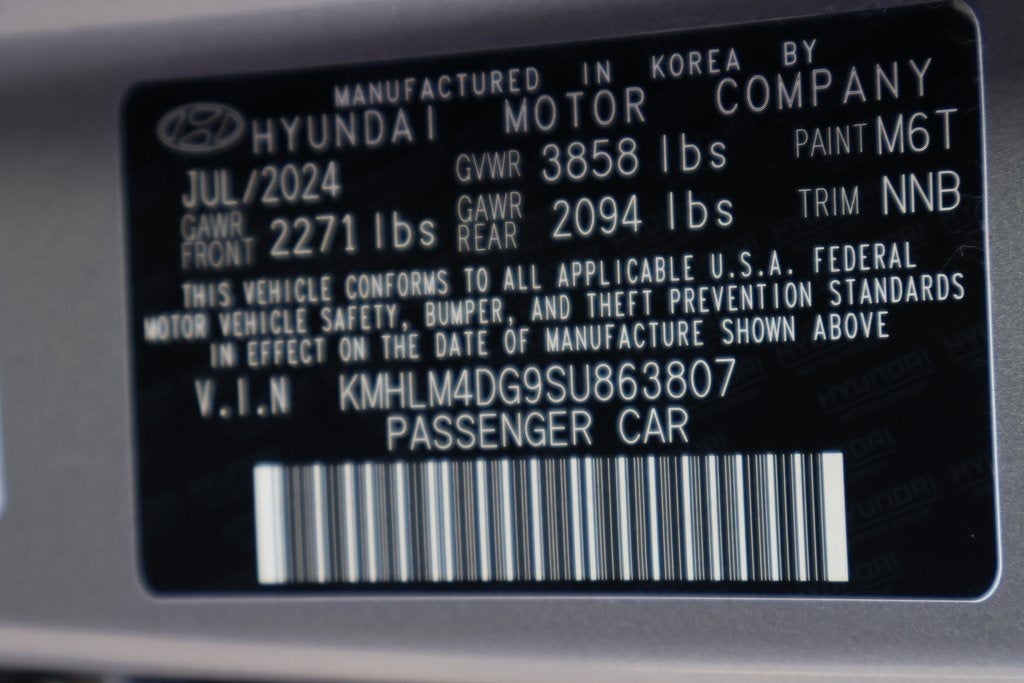 MANUFACTURED IN KOREA BY
HYUNDAI MOTOR COMPANY
JUL/2024 GVWR 3858 lbs PAINT M6T
GAWR FRONT 2271 lbs GAWR REAR 2094 lbs TRIM NNB
THIS VEHICLE CONFORMS TO ALL APPLICABLE U.S.A. FEDERAL
MOTOR VEHICLE SAFETY, BUMPER, AND THEFT PREVENTION STANDARDS
IN EFFECT ON THE DATE OF MANUFACTURE SHOWN ABOVE
V.I.N KMHLM4DG9SU863807
PASSENGER CAR